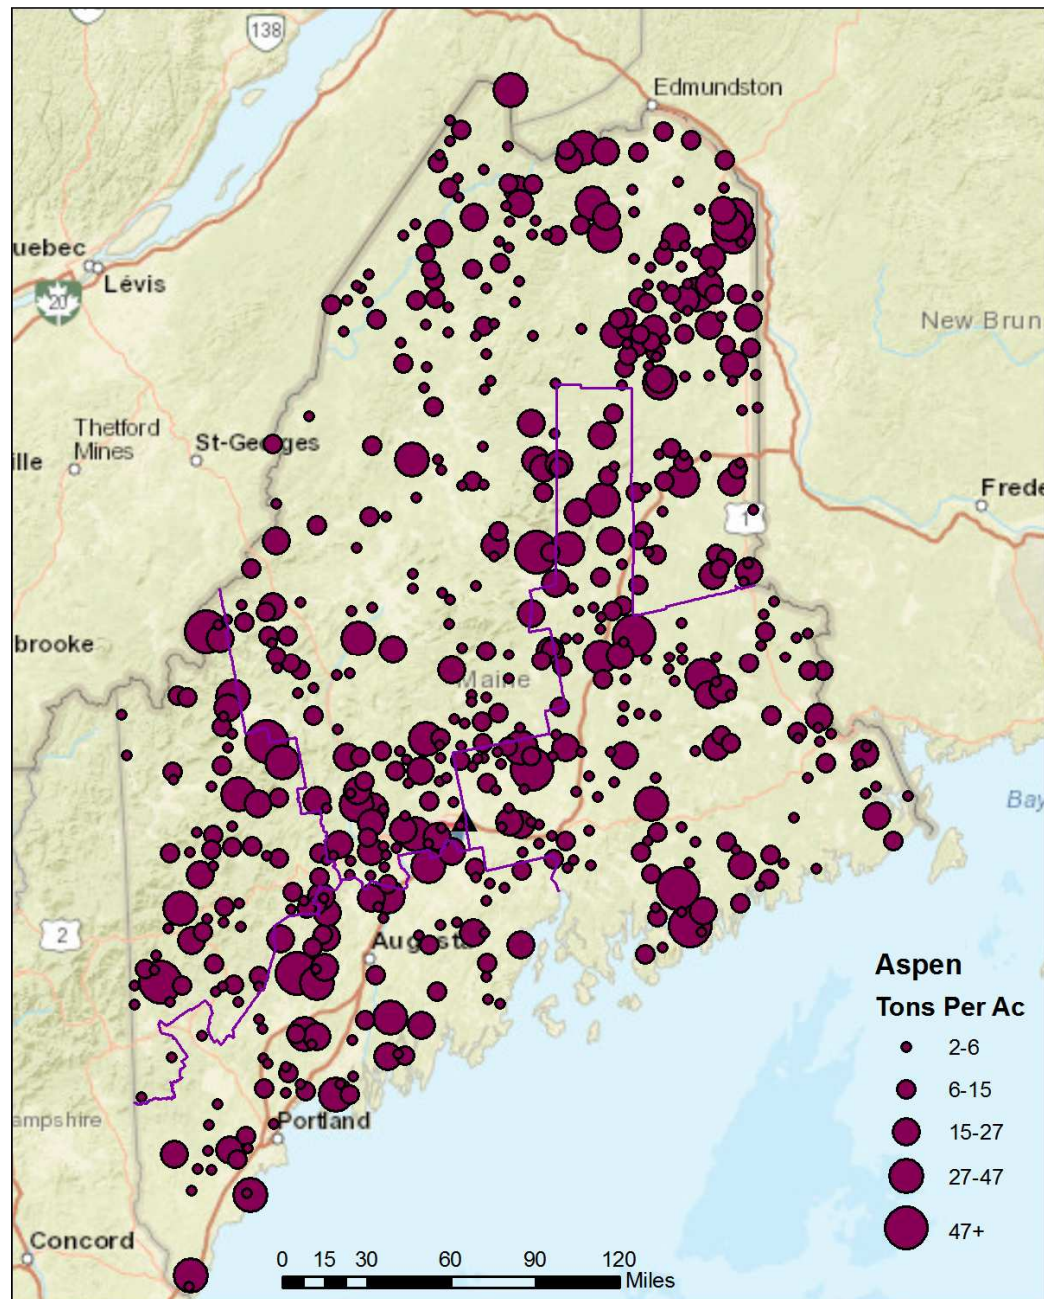 138
Edmundston
uebec
Lévis
20
New Brun
Thetford
Mines
St-Georges
ille
Frede
1
brooke
Maine
Bay
2
Augusta
Aspen
Tons Per Ac
2-6
6-15
15-27
27-47
47+
ampshire
Portland
Concord
0 15 30 60 90 120
Miles